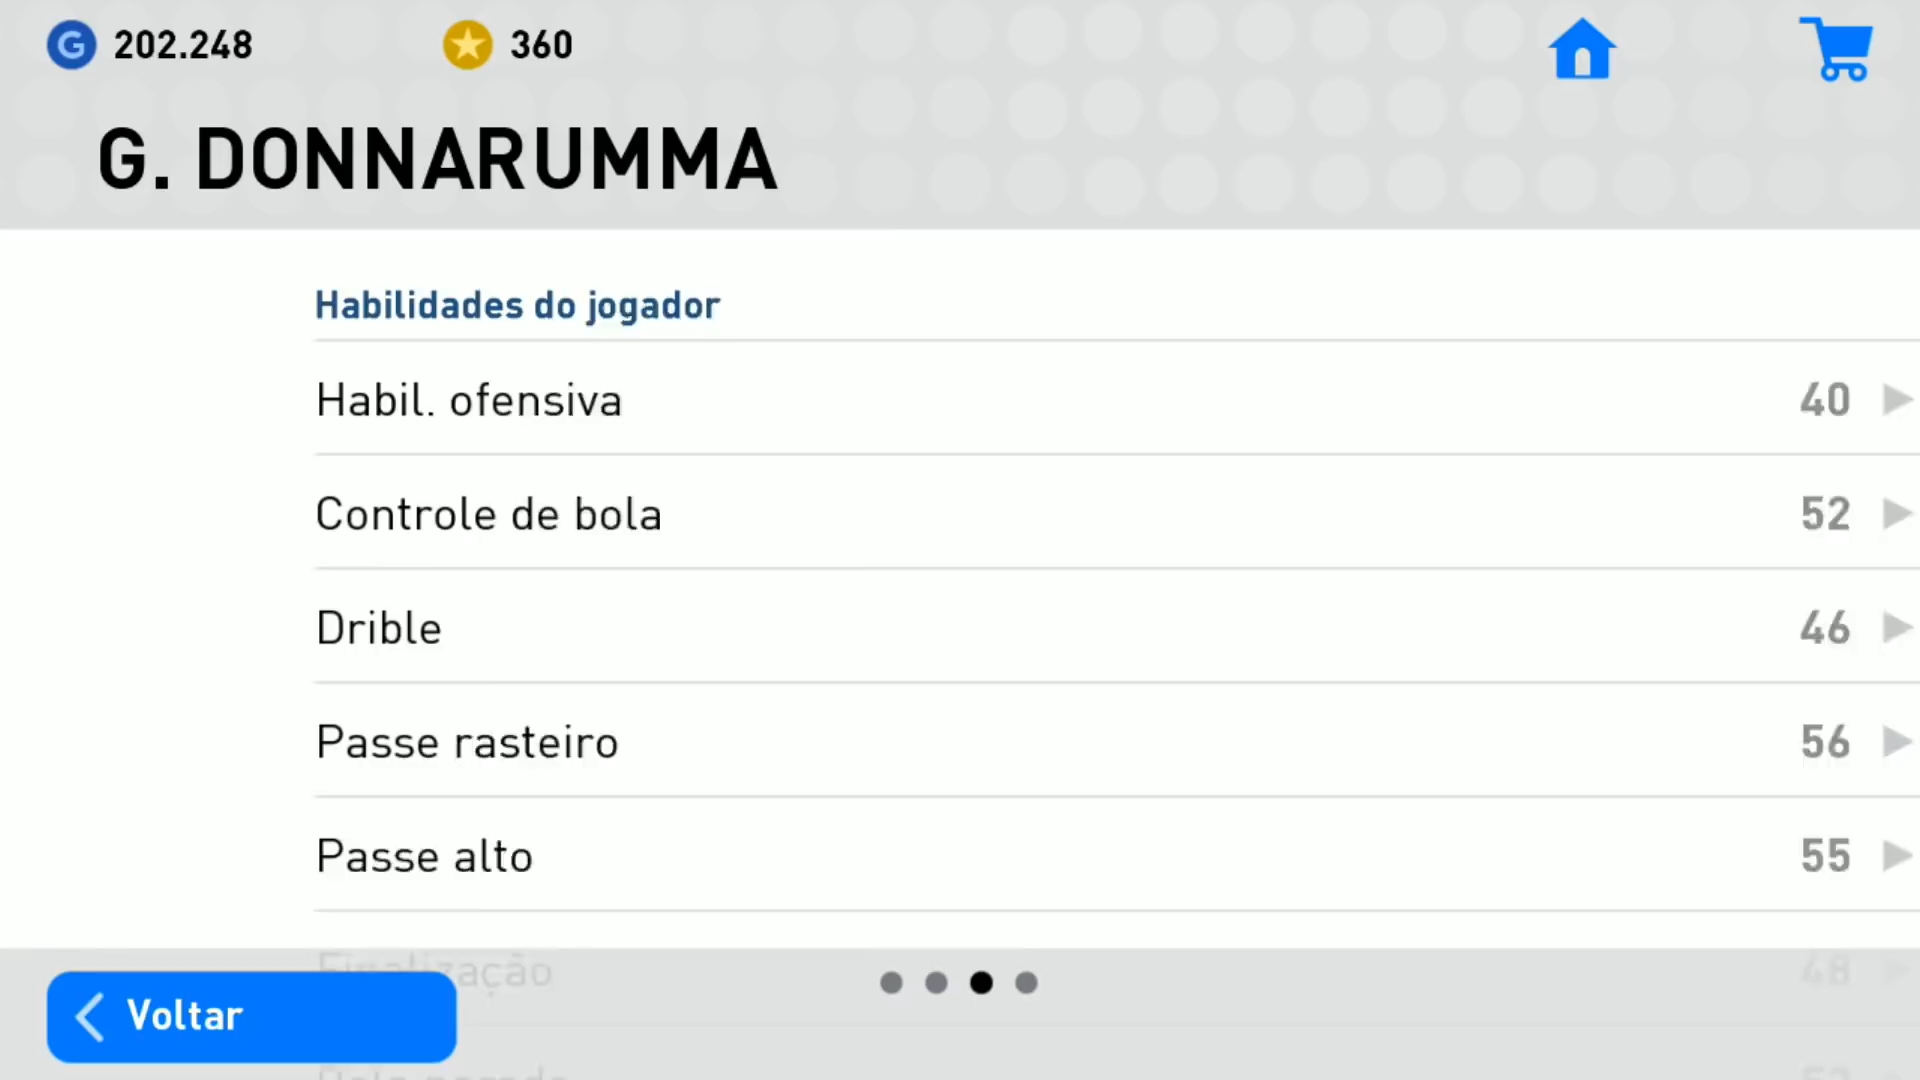 G 202.248
360
G. DONNARUMMA
Habilidades do jogador
Habil. ofensiva 40
Controle de bola 52
Drible 46
Passe rasteiro 56
Passe alto 55
Finalização 48
Voltar